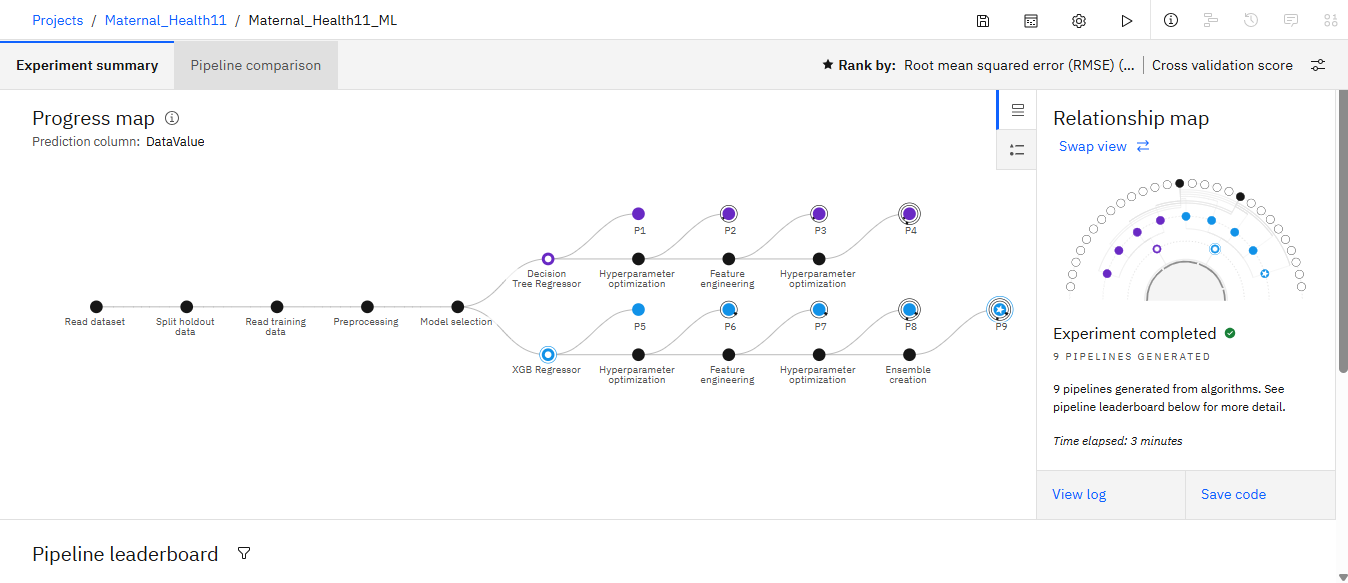 Projects / Maternal_Health11 / Maternal_Health11_ML
Experiment summary
Pipeline comparison
Rank by: Root mean squared error (RMSE) (... | Cross validation score
Progress map
Prediction column: DataValue
P1
P2
P3
P4
Decision
Tree Regressor
Hyperparameter
optimization
Feature
engineering
Hyperparameter
optimization
Read dataset
Split holdout
data
Read training
data
Preprocessing
Model selection
P5
P6
P7
P8
P9
XGB Regressor
Hyperparameter
optimization
Feature
engineering
Hyperparameter
optimization
Ensemble
creation
Relationship map
Swap view
Experiment completed
9 PIPELINES GENERATED
9 pipelines generated from algorithms. See
pipeline leaderboard below for more detail.
Time elapsed: 3 minutes
View log
Save code
Pipeline leaderboard